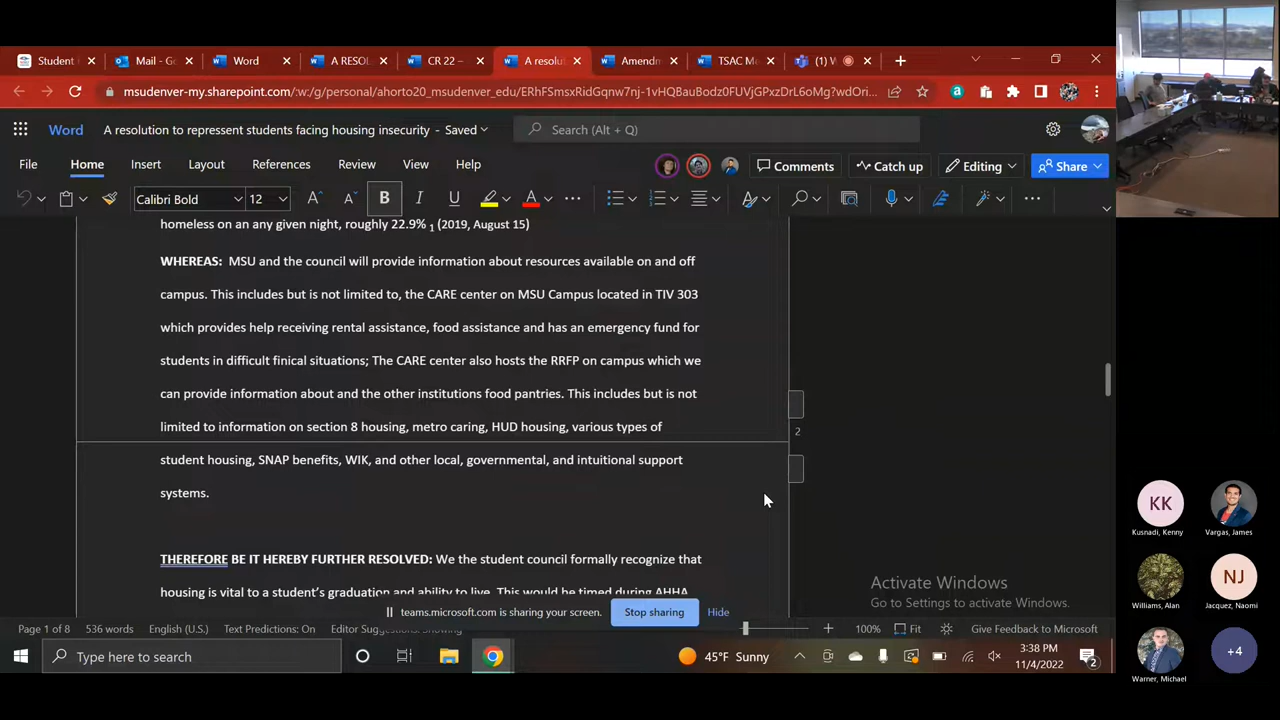 Student
Mail - Ge
Word
A RESOL
CR 22 –
A resolut
Amendm
TSAC Me
(1) W
msudenver-my.sharepoint.com/:w:/g/personal/ahorto20_msudenver_edu/ERhFSmsxRidGqnw7nj-1vHQBauBodz0FUVjGPxzDrL6oMg?wdOri...
Word A resolution to repressent students facing housing insecurity - Saved
Search (Alt + Q)
File Home Insert Layout References Review View Help
Comments Catch up Editing Share
Calibri Bold 12 B I U A
homeless on an any given night, roughly 22.9% 1 (2019, August 15)
WHEREAS: MSU and the council will provide information about resources available on and off
campus. This includes but is not limited to, the CARE center on MSU Campus located in TIV 303
which provides help receiving rental assistance, food assistance and has an emergency fund for
students in difficult finical situations; The CARE center also hosts the RRFP on campus which we
can provide information about and the other institutions food pantries. This includes but is not
limited to information on section 8 housing, metro caring, HUD housing, various types of
2
student housing, SNAP benefits, WIK, and other local, governmental, and intuitional support
systems.
THEREFORE BE IT HEREBY FURTHER RESOLVED: We the student council formally recognize that
housing is vital to a student's graduation and ability to live. This would be timed during AHHA
Activate Windows
Go to Settings to activate Windows.
teams.microsoft.com is sharing your screen. Stop sharing Hide
Page 1 of 8 536 words English (U.S.) Text Predictions: On Editor Suggestions: Showing
100% Fit Give Feedback to Microsoft
Type here to search
45°F Sunny
3:38 PM
11/4/2022
2
KK
Kusnadi, Kenny
Vargas, James
Williams, Alan
NJ
Jacquez, Naomi
Warner, Michael
+4